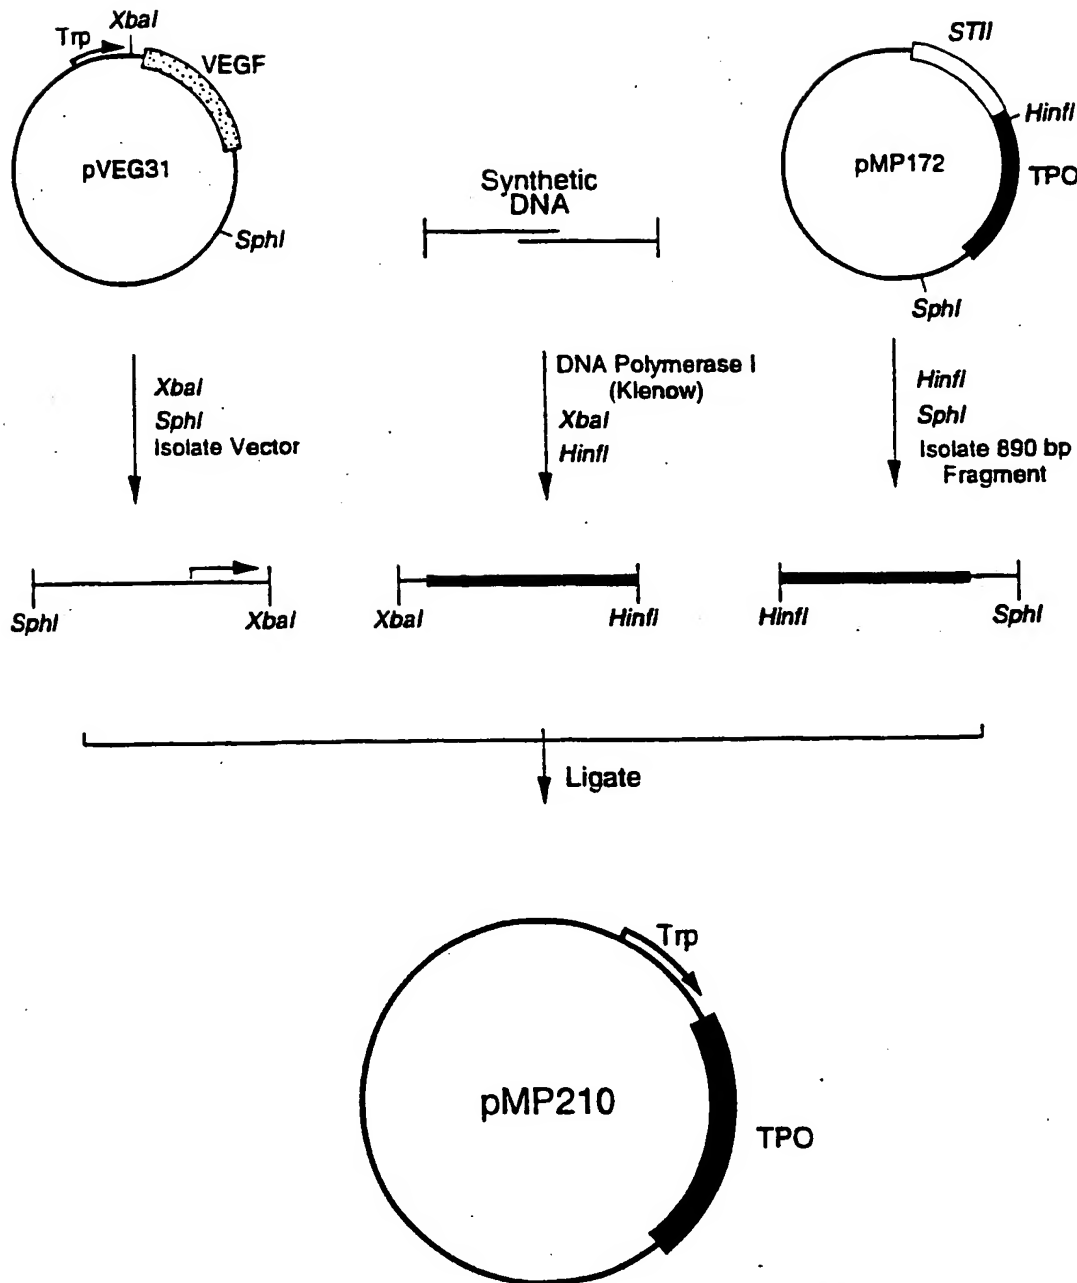 XbaI
Trp
VEGF
pVEG31
SphI
Synthetic
DNA
STII
HinfI
pMP172
TPO
SphI
XbaI
SphI
Isolate Vector
DNA Polymerase I
(Klenow)
XbaI
HinfI
HinfI
SphI
Isolate 890 bp
Fragment
SphI
XbaI
XbaI
HinfI
HinfI
SphI
Ligate
Trp
pMP210
TPO